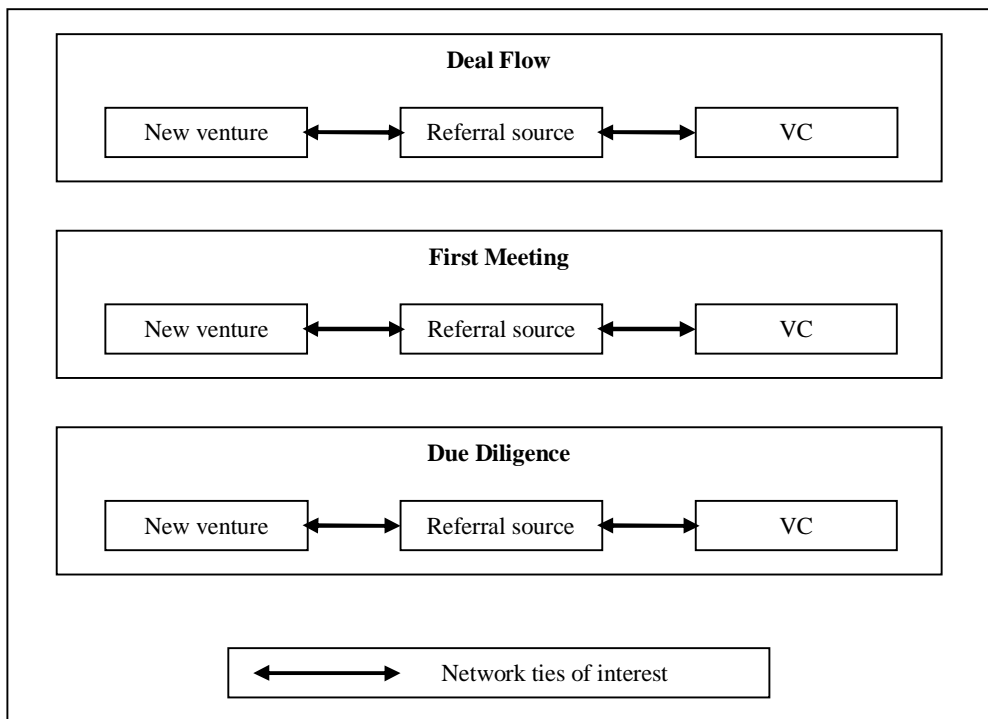 Deal Flow
New venture Referral source VC
First Meeting
New venture Referral source VC
Due Diligence
New venture Referral source VC
Network ties of interest